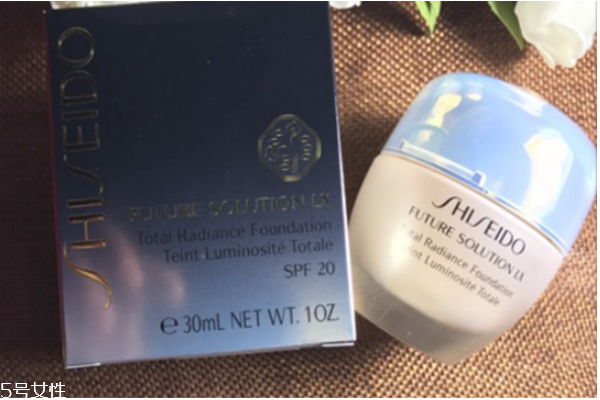 SHISEIDO
FUTURE SOLUTION LX
Total Radiance Foundation
Teint Luminosité Totale
SPF 20
℮30mL NET WT. 1OZ.
SHISEIDO
FUTURE SOLUTION LX
Total Radiance Foundation
Teint Luminosité Totale
5号女性